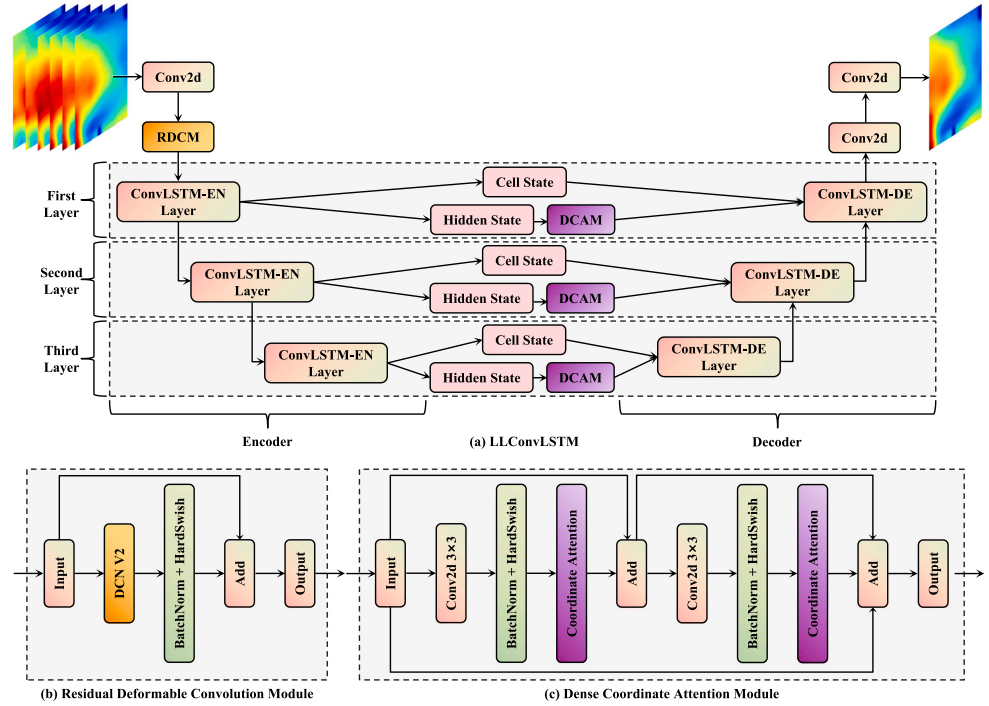 Conv2d
Conv2d
RDCM
Conv2d
First
Layer
ConvLSTM-EN
Layer
Cell State
Hidden State
DCAM
ConvLSTM-DE
Layer
Second
Layer
ConvLSTM-EN
Layer
Cell State
Hidden State
DCAM
ConvLSTM-DE
Layer
Third
Layer
ConvLSTM-EN
Layer
Cell State
Hidden State
DCAM
ConvLSTM-DE
Layer
Encoder
(a) LLConvLSTM
Decoder
Input
DCN V2
BatchNorm + HardSwish
Add
Output
(b) Residual Deformable Convolution Module
Input
Conv2d 3×3
BatchNorm + HardSwish
Coordinate Attention
Add
Conv2d 3×3
BatchNorm + HardSwish
Coordinate Attention
Add
Output
(c) Dense Coordinate Attention Module